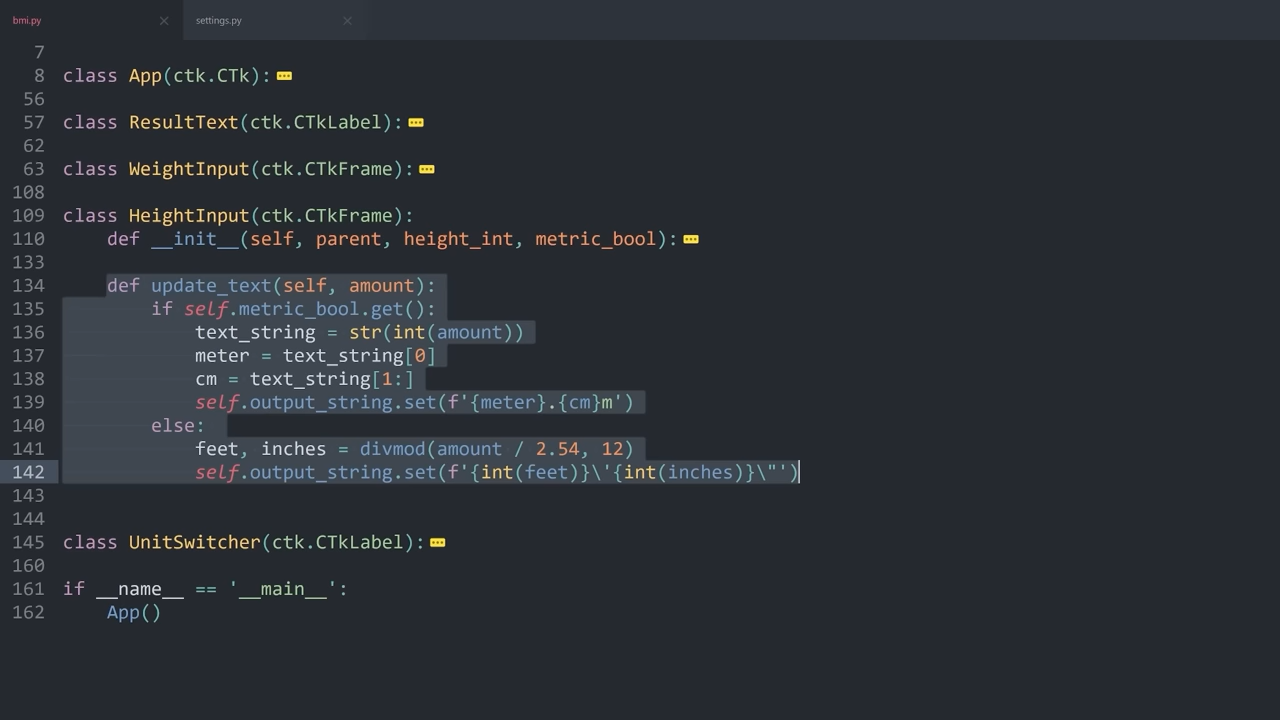 bmi.py
settings.py
7
8 class App(ctk.CTk):
56
57 class ResultText(ctk.CTkLabel):
62
63 class WeightInput(ctk.CTkFrame):
108
109 class HeightInput(ctk.CTkFrame):
110     def __init__(self, parent, height_int, metric_bool):
133
134     def update_text(self, amount):
135         if self.metric_bool.get():
136             text_string = str(int(amount))
137             meter = text_string[0]
138             cm = text_string[1:]
139             self.output_string.set(f'{meter}.{cm}m')
140         else:
141             feet, inches = divmod(amount / 2.54, 12)
142             self.output_string.set(f'{int(feet)}\'{int(inches)}\"')
143
144
145 class UnitSwitcher(ctk.CTkLabel):
160
161 if __name__ == '__main__':
162     App()